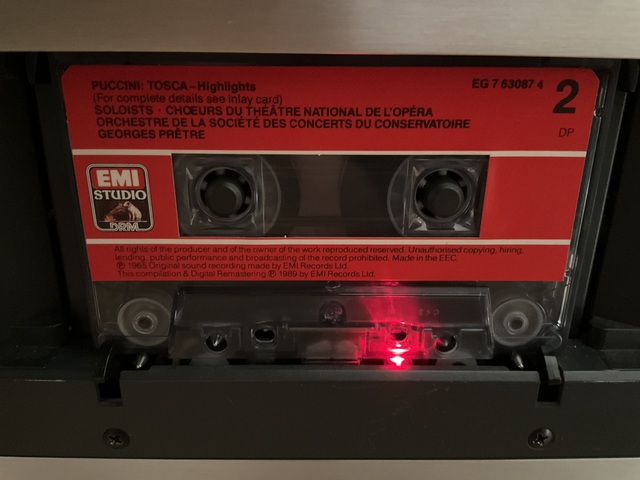 PUCCINI: TOSCA – Highlights
EG 7 63087 4
2
(For complete details see inlay card)
SOLOISTS · CHŒURS DU THÉÂTRE NATIONAL DE L'OPÉRA
ORCHESTRE DE LA SOCIÉTÉ DES CONCERTS DU CONSERVATOIRE
DP
GEORGES PRÊTRE
EMI
STUDIO
DRM
All rights of the producer and of the owner of the work reproduced reserved. Unauthorised copying, hiring,
lending, public performance and broadcasting of the record prohibited. Made in the EEC.
℗ 1965 Original sound recording made by EMI Records Ltd.
This compilation & Digital Remastering ℗ 1989 by EMI Records Ltd.